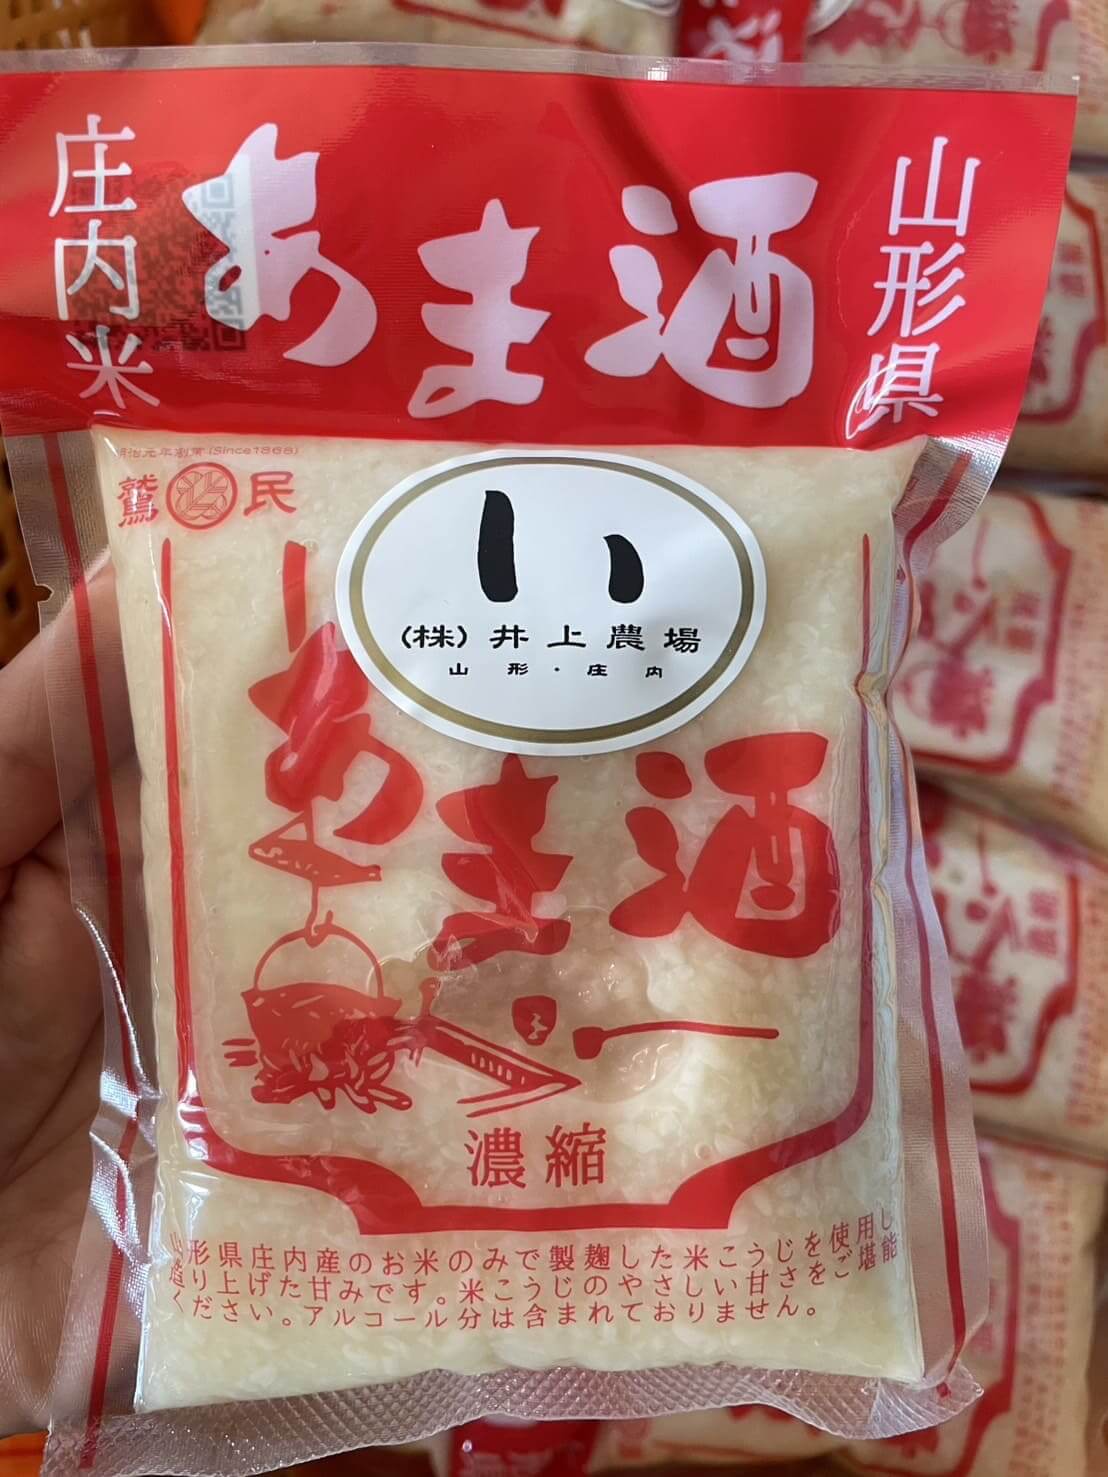 山形県
あま酒
庄内米
明治元年創業(Since1868)
鷲民
い
(株)井上農場
山形・庄内
あま酒
濃縮
山形県庄内産のお米のみで製麹した米こうじを使用し
造り上げた甘みです。米こうじのやさしい甘さをご堪能
ください。アルコール分は含まれておりません。